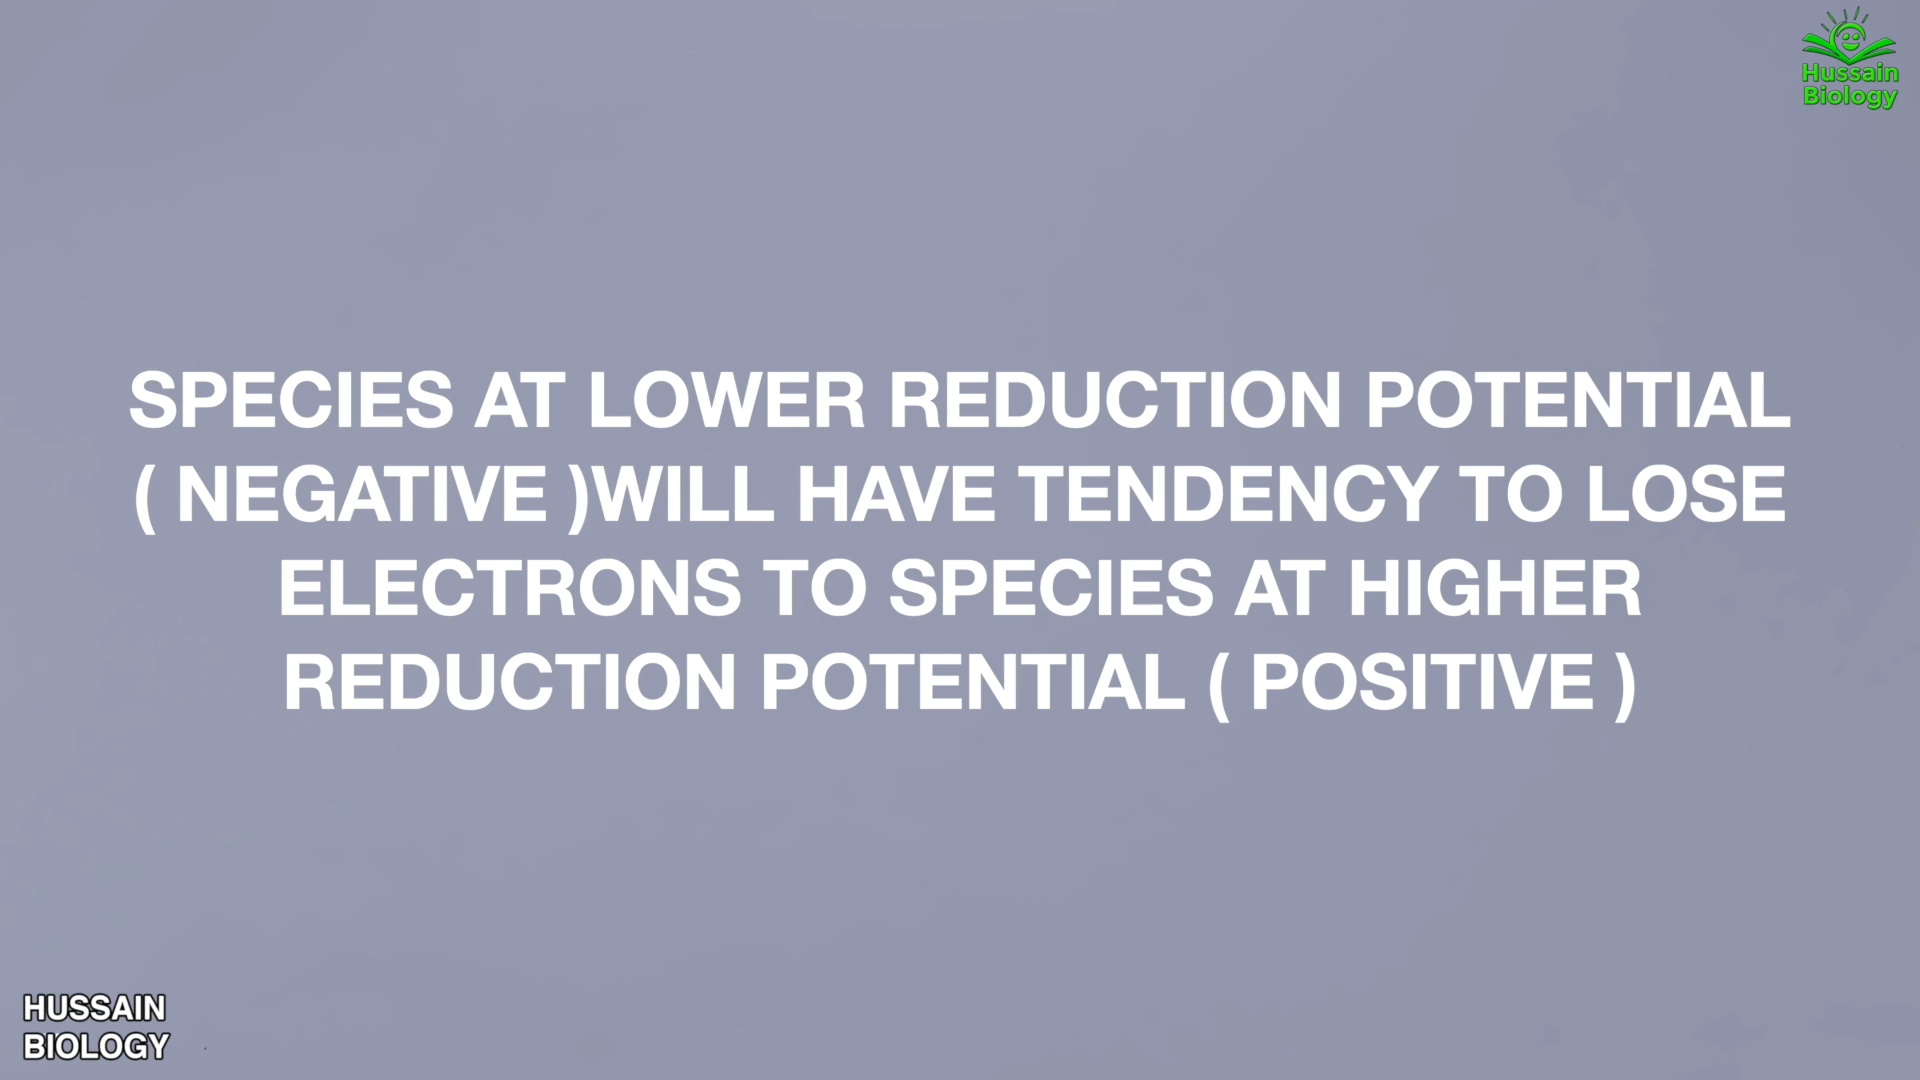 Hussain
Biology
SPECIES AT LOWER REDUCTION POTENTIAL
( NEGATIVE )WILL HAVE TENDENCY TO LOSE
ELECTRONS TO SPECIES AT HIGHER
REDUCTION POTENTIAL ( POSITIVE )
HUSSAIN
BIOLOGY